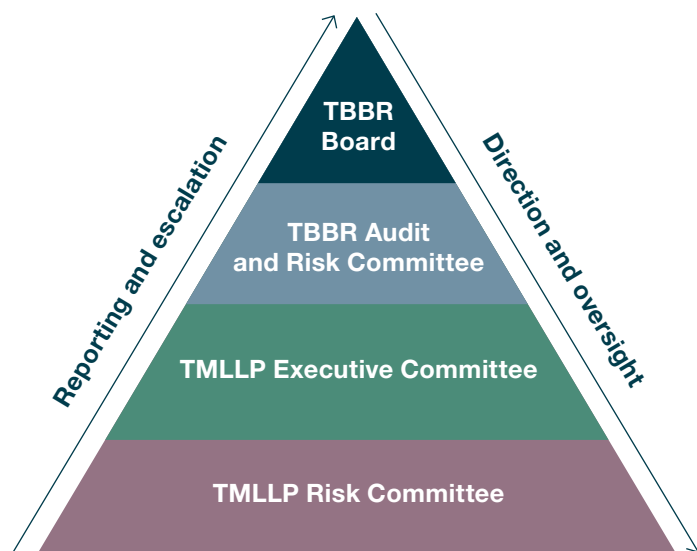 TBBR
Board
TBBR Audit
and Risk Committee
TMLLP Executive Committee
TMLLP Risk Committee
Reporting and escalation
Direction and oversight